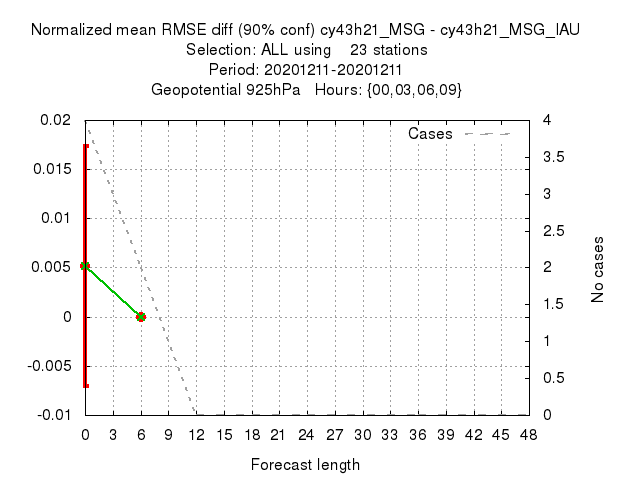 Normalized mean RMSE diff (90% conf) cy43h21_MSG - cy43h21_MSG_IAU
Selection: ALL using 23 stations
Period: 20201211-20201211
Geopotential 925hPa Hours: {00,03,06,09}
Cases
0.02
0.015
0.01
0.005
0
-0.005
-0.01
4
3.5
3
2.5
2
1.5
1
0.5
0
No cases
0 3 6 9 12 15 18 21 24 27 30 33 36 39 42 45 48
Forecast length